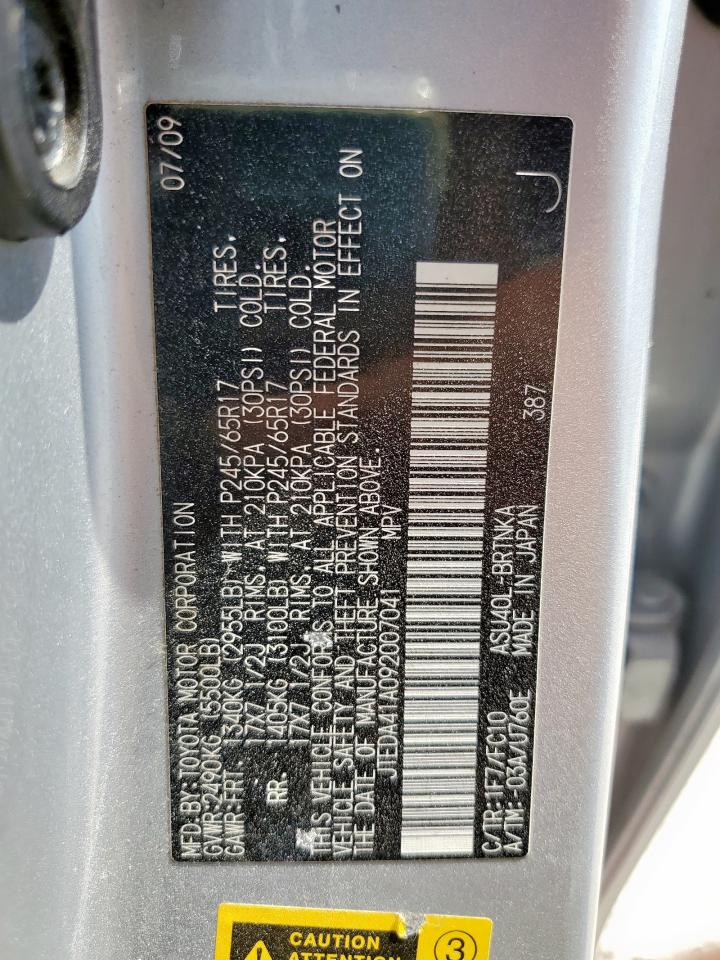 07/09
MFD.BY:TOYOTA MOTOR CORPORATION
GVWR:2490KG (5500LB)
GAWR:FRT. 1340KG (2955LB) WITH P245/65R17 TIRES,
17X7 1/2J RIMS, AT 210KPA (30PSI) COLD.
RR. 1405KG (3100LB) WITH P245/65R17 TIRES,
17X7 1/2J RIMS, AT 210KPA (30PSI) COLD.
THIS VEHICLE CONFORMS TO ALL APPLICABLE FEDERAL MOTOR
VEHICLE SAFETY AND THEFT PREVENTION STANDARDS IN EFFECT ON
THE DATE OF MANUFACTURE SHOWN ABOVE.
JTEDA41A092007041 MPV
C/TR:1F7/FC10 ASU40L-BRTNKA 387 J
A/TM:-03A/U760E MADE IN JAPAN
CAUTION 3
ATTENTION